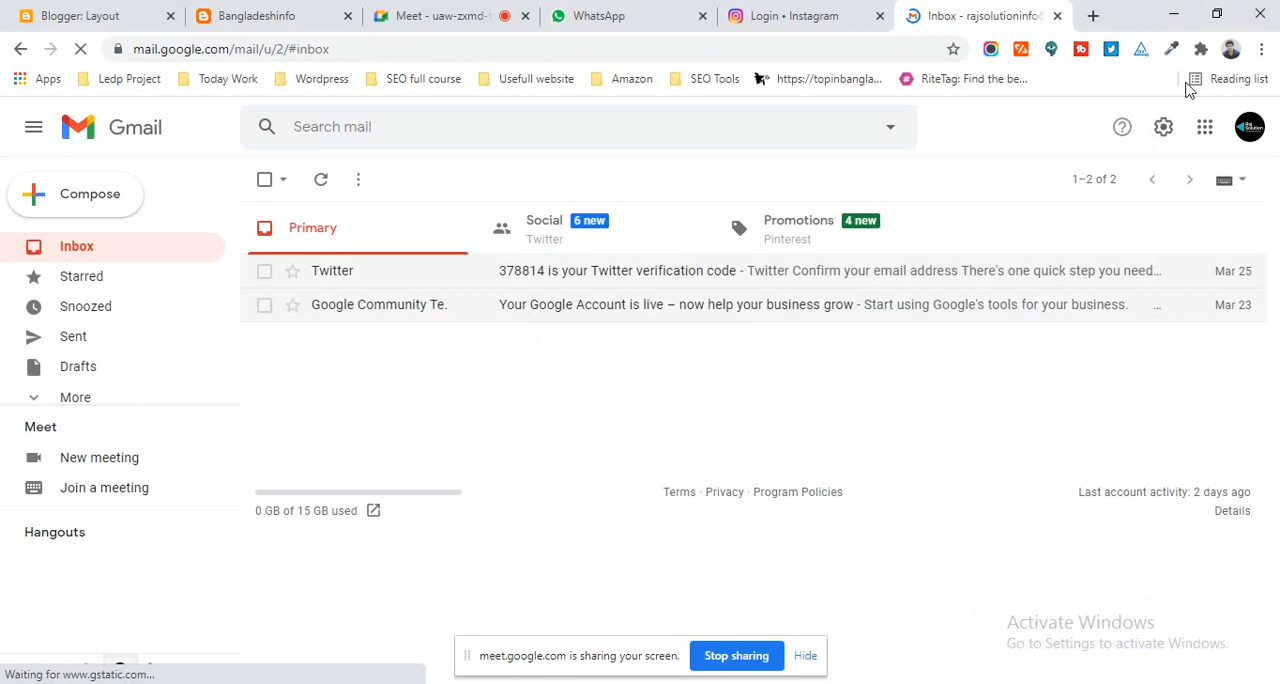 Blogger: Layout
Bangladeshinfo
Meet - uaw-zxmd-
WhatsApp
Login • Instagram
Inbox - rajsolutioninfo
mail.google.com/mail/u/2/#inbox
Apps
Ledp Project
Today Work
Wordpress
SEO full course
Usefull website
Amazon
SEO Tools
https://topinbangla...
RiteTag: Find the be...
Reading list
Gmail
Search mail
Compose
1–2 of 2
Inbox
Starred
Snoozed
Sent
Drafts
More
Meet
New meeting
Join a meeting
Hangouts
Primary
Social 6 new
Twitter
Promotions 4 new
Pinterest
Twitter 378814 is your Twitter verification code - Twitter Confirm your email address There's one quick step you need... Mar 25
Google Community Te. Your Google Account is live – now help your business grow - Start using Google's tools for your business. ... Mar 23
0 GB of 15 GB used
Terms · Privacy · Program Policies
Last account activity: 2 days ago
Details
Activate Windows
Go to Settings to activate Windows.
meet.google.com is sharing your screen. Stop sharing Hide
Waiting for www.gstatic.com...